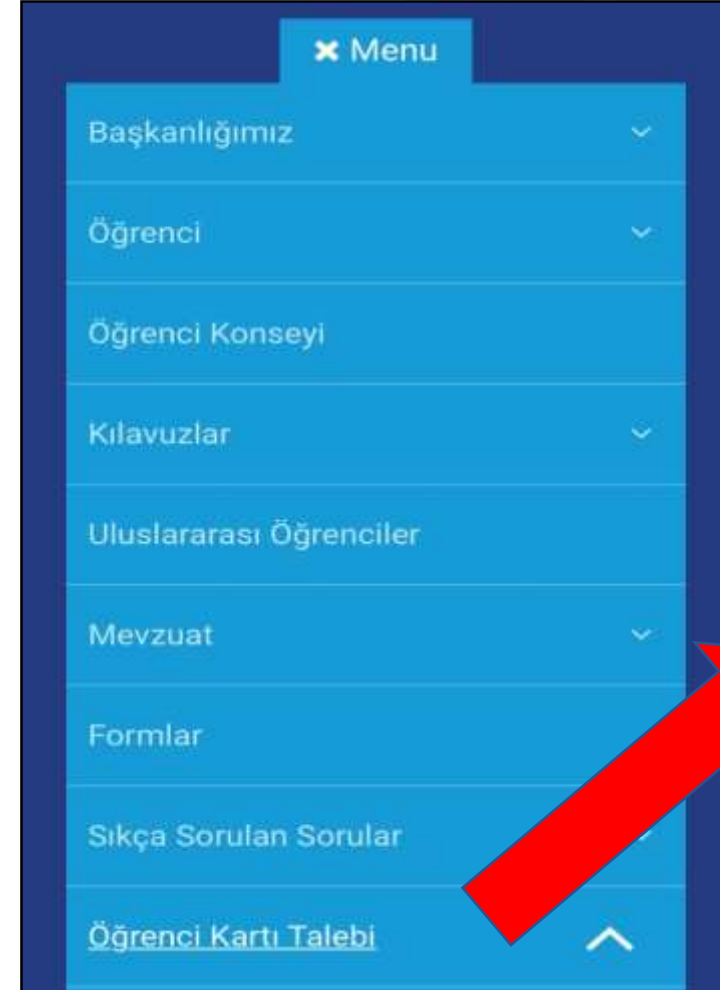 × Menu
Başkanlığımız
Öğrenci
Öğrenci Konseyi
Kılavuzlar
Uluslararası Öğrenciler
Mevzuat
Formlar
Sıkça Sorulan Sorular
Öğrenci Kartı Talebi